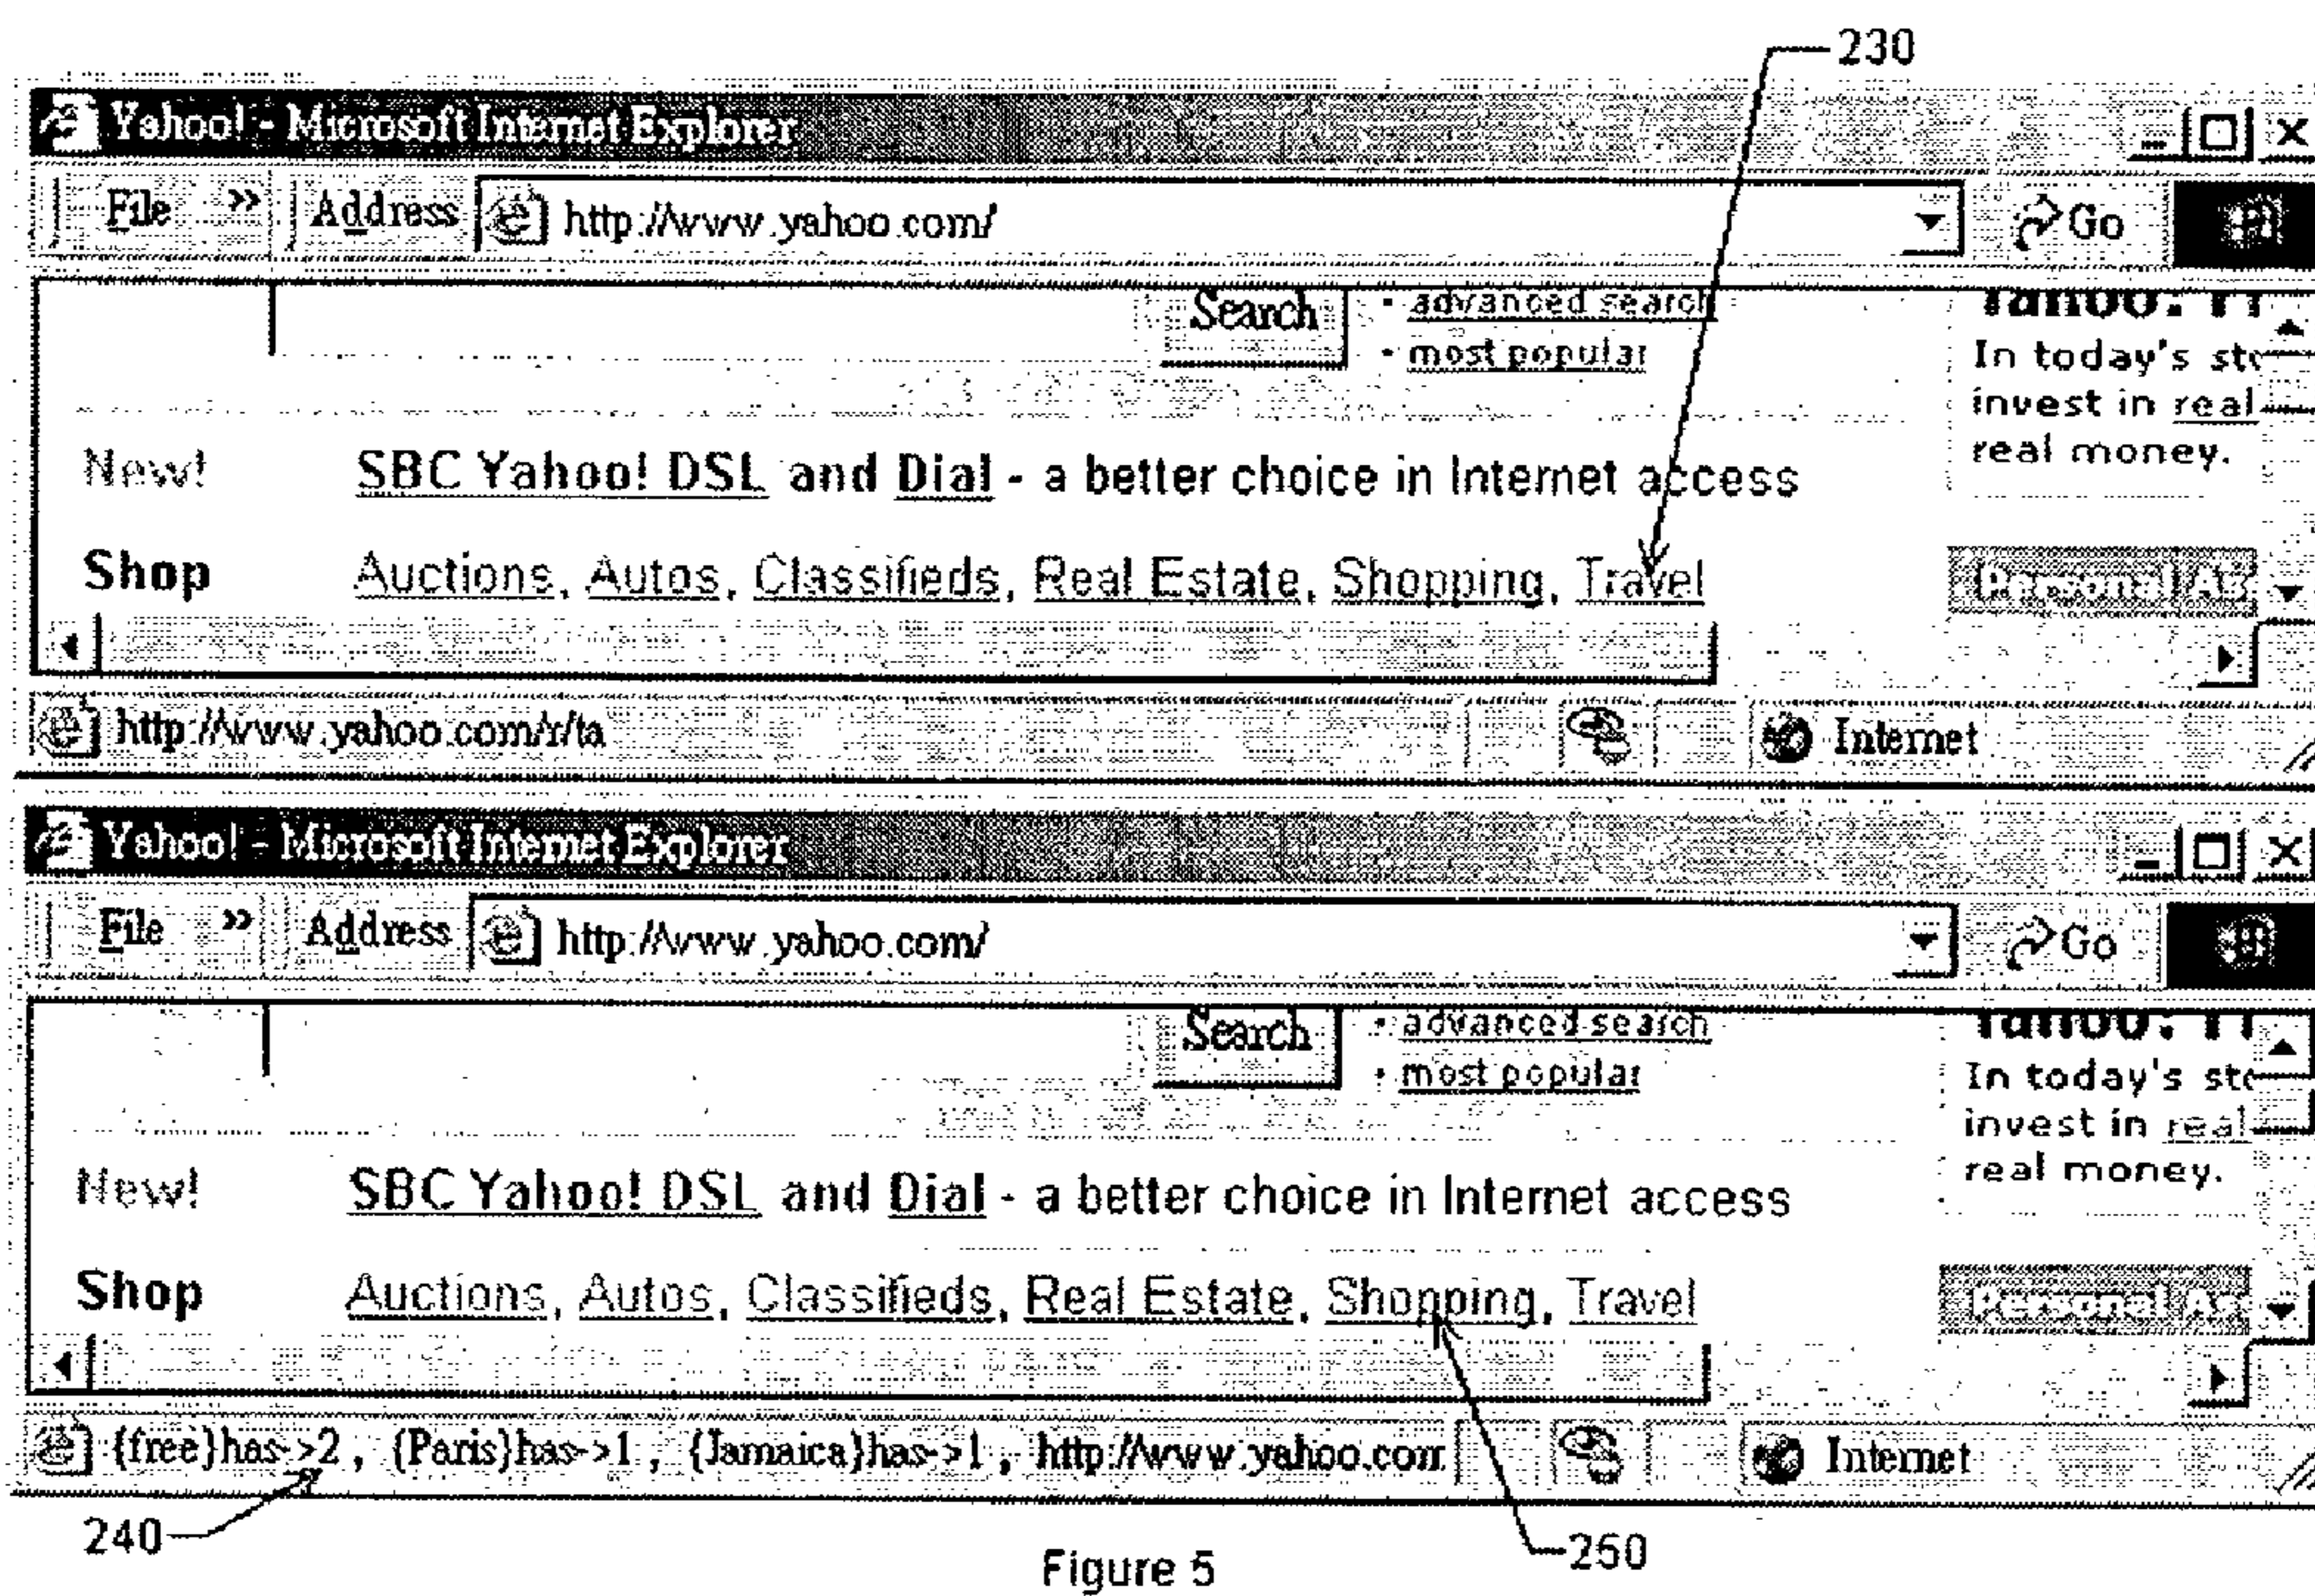 230
Yahoo! - Microsoft Internet Explorer
File » Address http://www.yahoo.com/ Go
Search · advanced search
· most popular
In today's
invest in real
real money.
New! SBC Yahoo! DSL and Dial - a better choice in Internet access
Shop Auctions, Autos, Classifieds, Real Estate, Shopping, Travel
Personal
http://www.yahoo.com/r/ta Internet
Yahoo! - Microsoft Internet Explorer
File » Address http://www.yahoo.com/ Go
Search · advanced search
· most popular
In today's
invest in real
real money.
New! SBC Yahoo! DSL and Dial - a better choice in Internet access
Shop Auctions, Autos, Classifieds, Real Estate, Shopping, Travel
Personal
{free}has->2, {Paris}has->1, {Jamaica}has->1, http://www.yahoo.com Internet
240
250
Figure 5